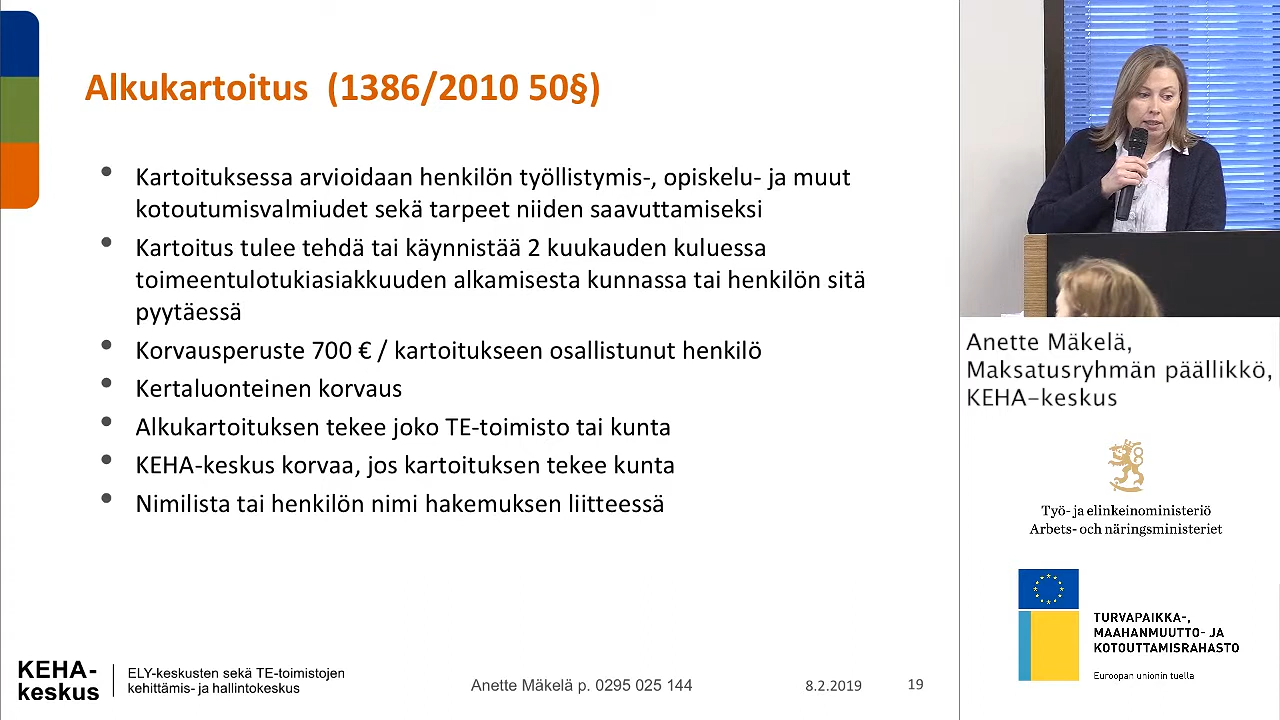 Alkukartoitus (1386/2010 50§)
• Kartoituksessa arvioidaan henkilön työllistymis-, opiskelu- ja muut
kotoutumisvalmiudet sekä tarpeet niiden saavuttamiseksi
• Kartoitus tulee tehdä tai käynnistää 2 kuukauden kuluessa
toimeentulotukiasiakkuuden alkamisesta kunnassa tai henkilön sitä
pyytäessä
• Korvausperuste 700 € / kartoitukseen osallistunut henkilö
• Kertaluonteinen korvaus
• Alkukartoituksen tekee joko TE-toimisto tai kunta
• KEHA-keskus korvaa, jos kartoituksen tekee kunta
• Nimilista tai henkilön nimi hakemuksen liitteessä
KEHA-
keskus
ELY-keskusten sekä TE-toimistojen
kehittämis- ja hallintokeskus
Anette Mäkelä p. 0295 025 144
8.2.2019
19
Anette Mäkelä,
Maksatusryhmän päällikkö,
KEHA-keskus
Työ- ja elinkeinoministeriö
Arbets- och näringsministeriet
TURVAPAIKKA-,
MAAHANMUUTTO- JA
KOTOUTTAMISRAHASTO
Euroopan unionin tuella